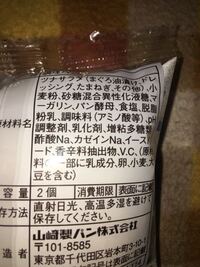 ツナサラダ(まぐろ油漬け、ドレ
ッシング、たまねぎ、その他)、
小麦粉、砂糖混合異性化液糖、マ
ーガリン、パン酵母、食塩、脱脂
粉乳、調味料(アミノ酸等)、pH
調整剤、乳化剤、増粘多糖類、
酢酸Na、カゼインNa、イースト
フード、香辛料抽出物、V.C、(原材
料の一部に乳成分、卵、小麦、大
豆を含む)
原材料名
容量 2個 消費期限 表面に記載
保存方法 直射日光、高温多湿を避けて
保存してください。
山崎製パン株式会社
〒101-8585
東京都千代田区岩本町3-10-1
表面に記載